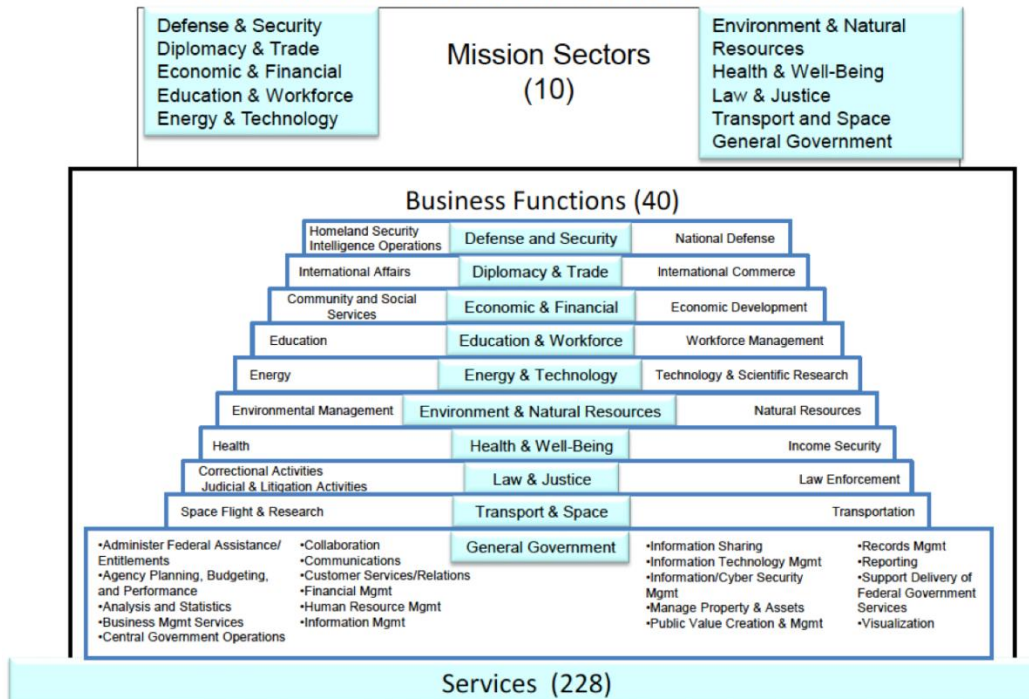 Defense & Security
Diplomacy & Trade
Economic & Financial
Education & Workforce
Energy & Technology
Mission Sectors
(10)
Environment & Natural
Resources
Health & Well-Being
Law & Justice
Transport and Space
General Government
Business Functions (40)
Homeland Security
Intelligence Operations
Defense and Security
National Defense
International Affairs
Diplomacy & Trade
International Commerce
Community and Social
Services
Economic & Financial
Economic Development
Education
Education & Workforce
Workforce Management
Energy
Energy & Technology
Technology & Scientific Research
Environmental Management
Environment & Natural Resources
Natural Resources
Health
Health & Well-Being
Income Security
Correctional Activities
Judicial & Litigation Activities
Law & Justice
Law Enforcement
Space Flight & Research
Transport & Space
Transportation
General Government
•Administer Federal Assistance/
Entitlements
•Agency Planning, Budgeting,
and Performance
•Analysis and Statistics
•Business Mgmt Services
•Central Government Operations
•Collaboration
•Communications
•Customer Services/Relations
•Financial Mgmt
•Human Resource Mgmt
•Information Mgmt
•Information Sharing
•Information Technology Mgmt
•Information/Cyber Security
Mgmt
•Manage Property & Assets
•Public Value Creation & Mgmt
•Records Mgmt
•Reporting
•Support Delivery of
Federal Government
Services
•Visualization
Services (228)